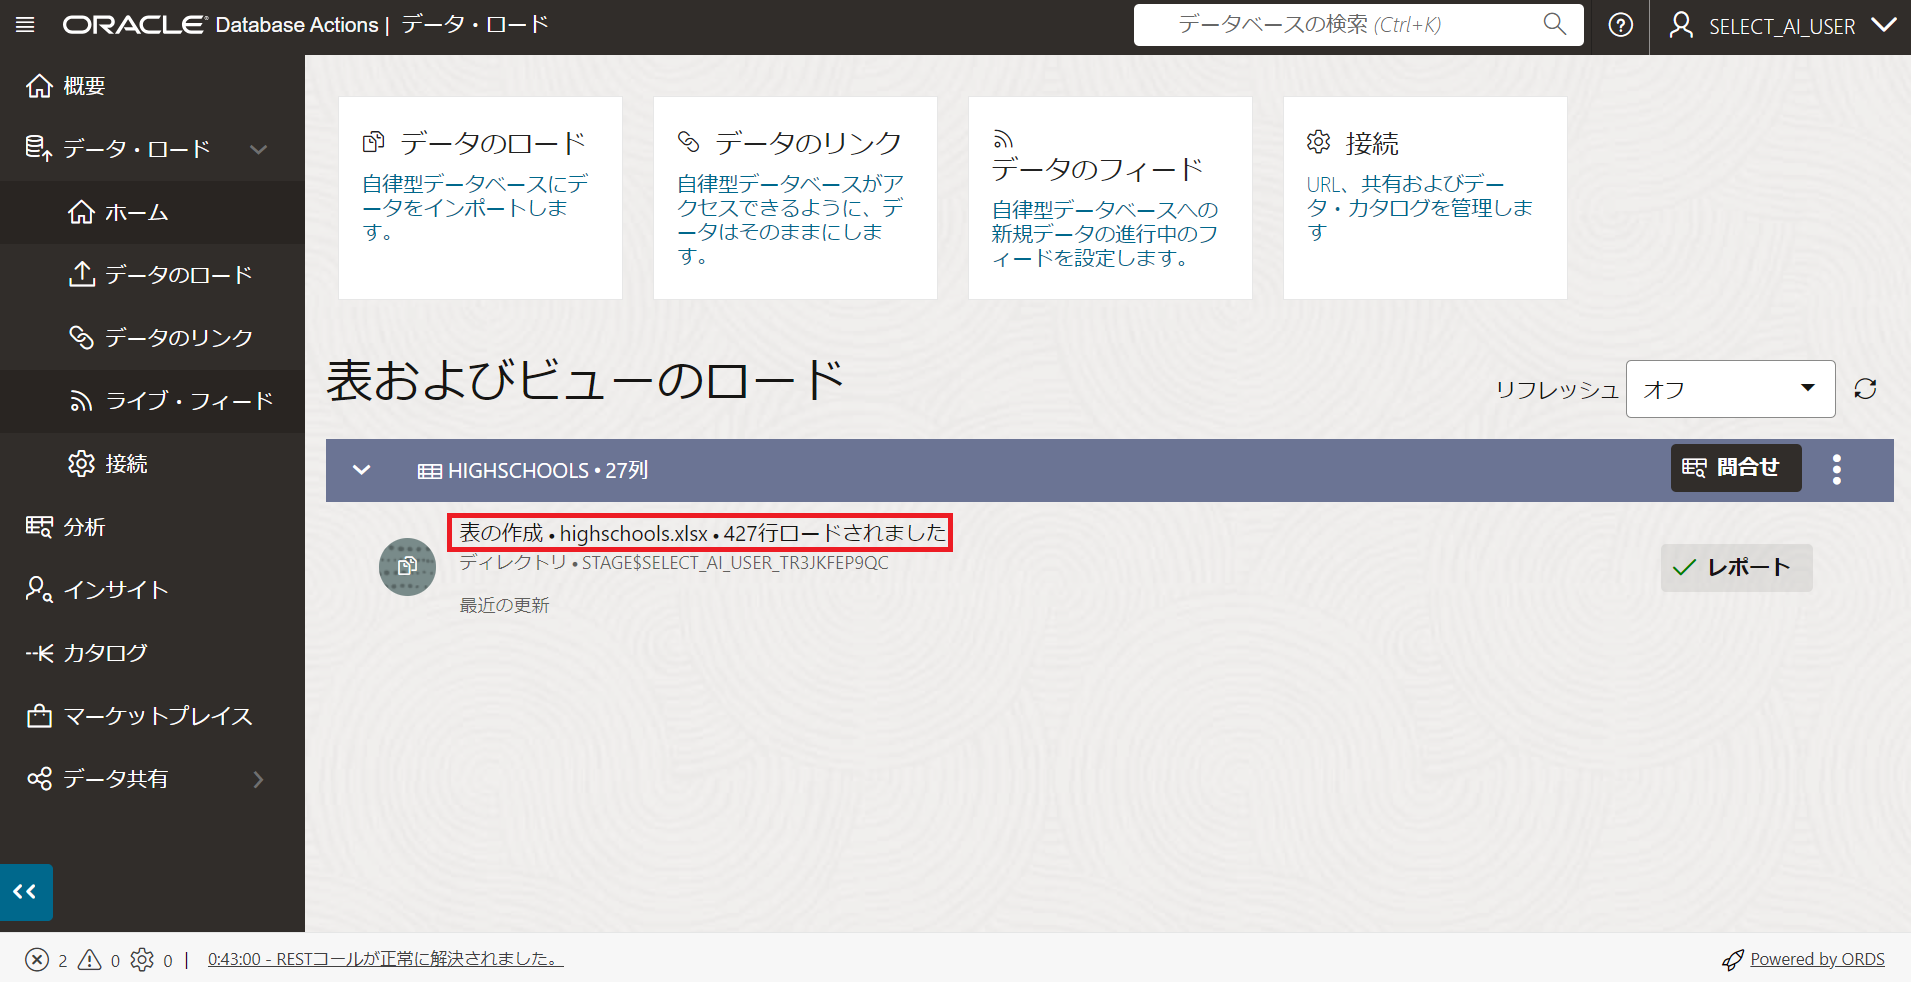 ORACLE Database Actions | データ・ロード
データベースの検索 (Ctrl+K)
SELECT_AI_USER
概要
データ・ロード
ホーム
データのロード
データのリンク
ライブ・フィード
接続
分析
インサイト
カタログ
マーケットプレイス
データ共有
データのロード
自律型データベースにデ
ータをインポートしま
す。
データのリンク
自律型データベースがア
クセスできるように、デ
ータはそのままにしま
す。
データのフィード
自律型データベースへの
新規データの進行中のフ
ィードを設定します。
接続
URL、共有およびデー
タ・カタログを管理しま
す
表およびビューのロード
リフレッシュ
オフ
HIGHSCHOOLS • 27列
問合せ
表の作成 • highschools.xlsx • 427行ロードされました
ディレクトリ • STAGE$SELECT_AI_USER_TR3JKFEP9QC
最近の更新
レポート
2 0 0 | 0:43:00 - RESTコールが正常に解決されました。
Powered by ORDS